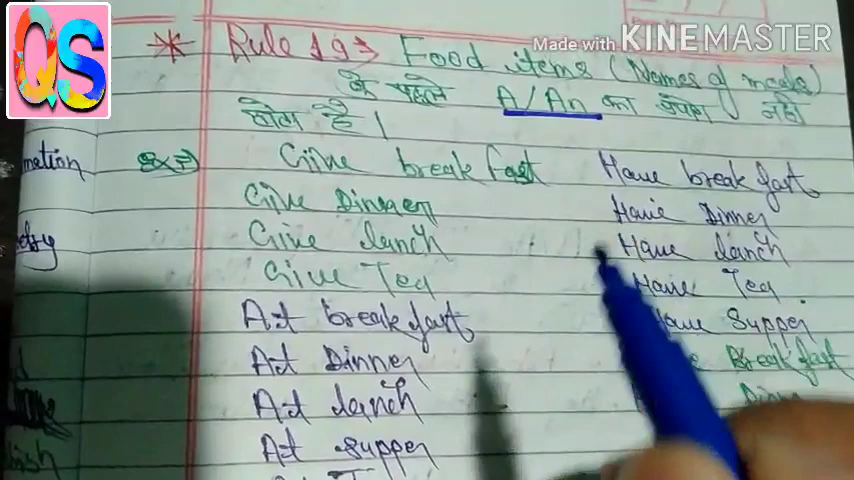 QS
Made with KINEMASTER
* Rule 19 Food items (Names of meals)
के पहले A/An का नहीं
होता है।
mation
Ex⇒ Give breakfast Have breakfast
Give Dinner Have Dinner
Give lunch Have lunch
Give Tea Have Tea
At breakfast Have Supper
At Dinner Breakfast
At lunch
At supper